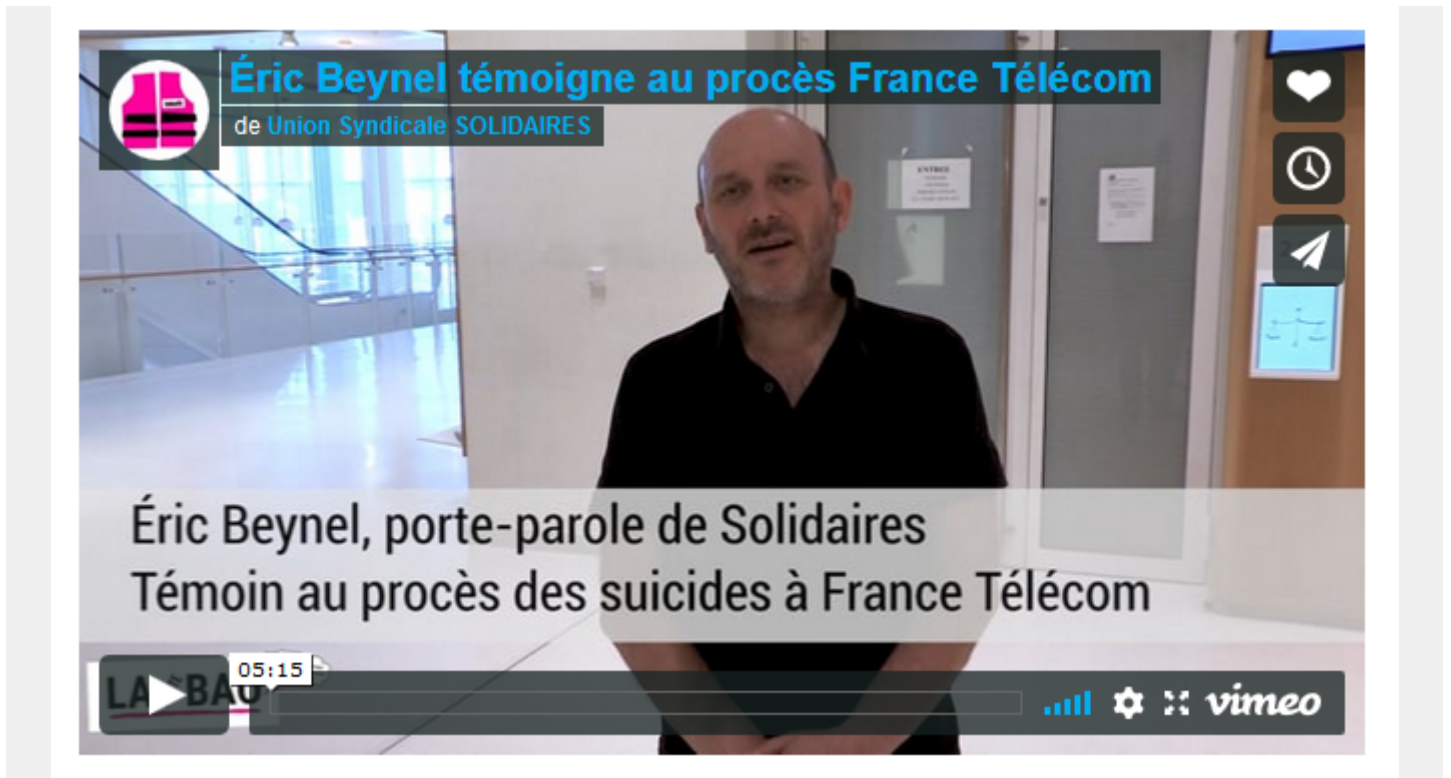 Éric Beynel témoigne au procès France Télécom
de Union Syndicale SOLIDAIRES
ENTREE
Éric Beynel, porte-parole de Solidaires
Témoin au procès des suicides à France Télécom
05:15
vimeo